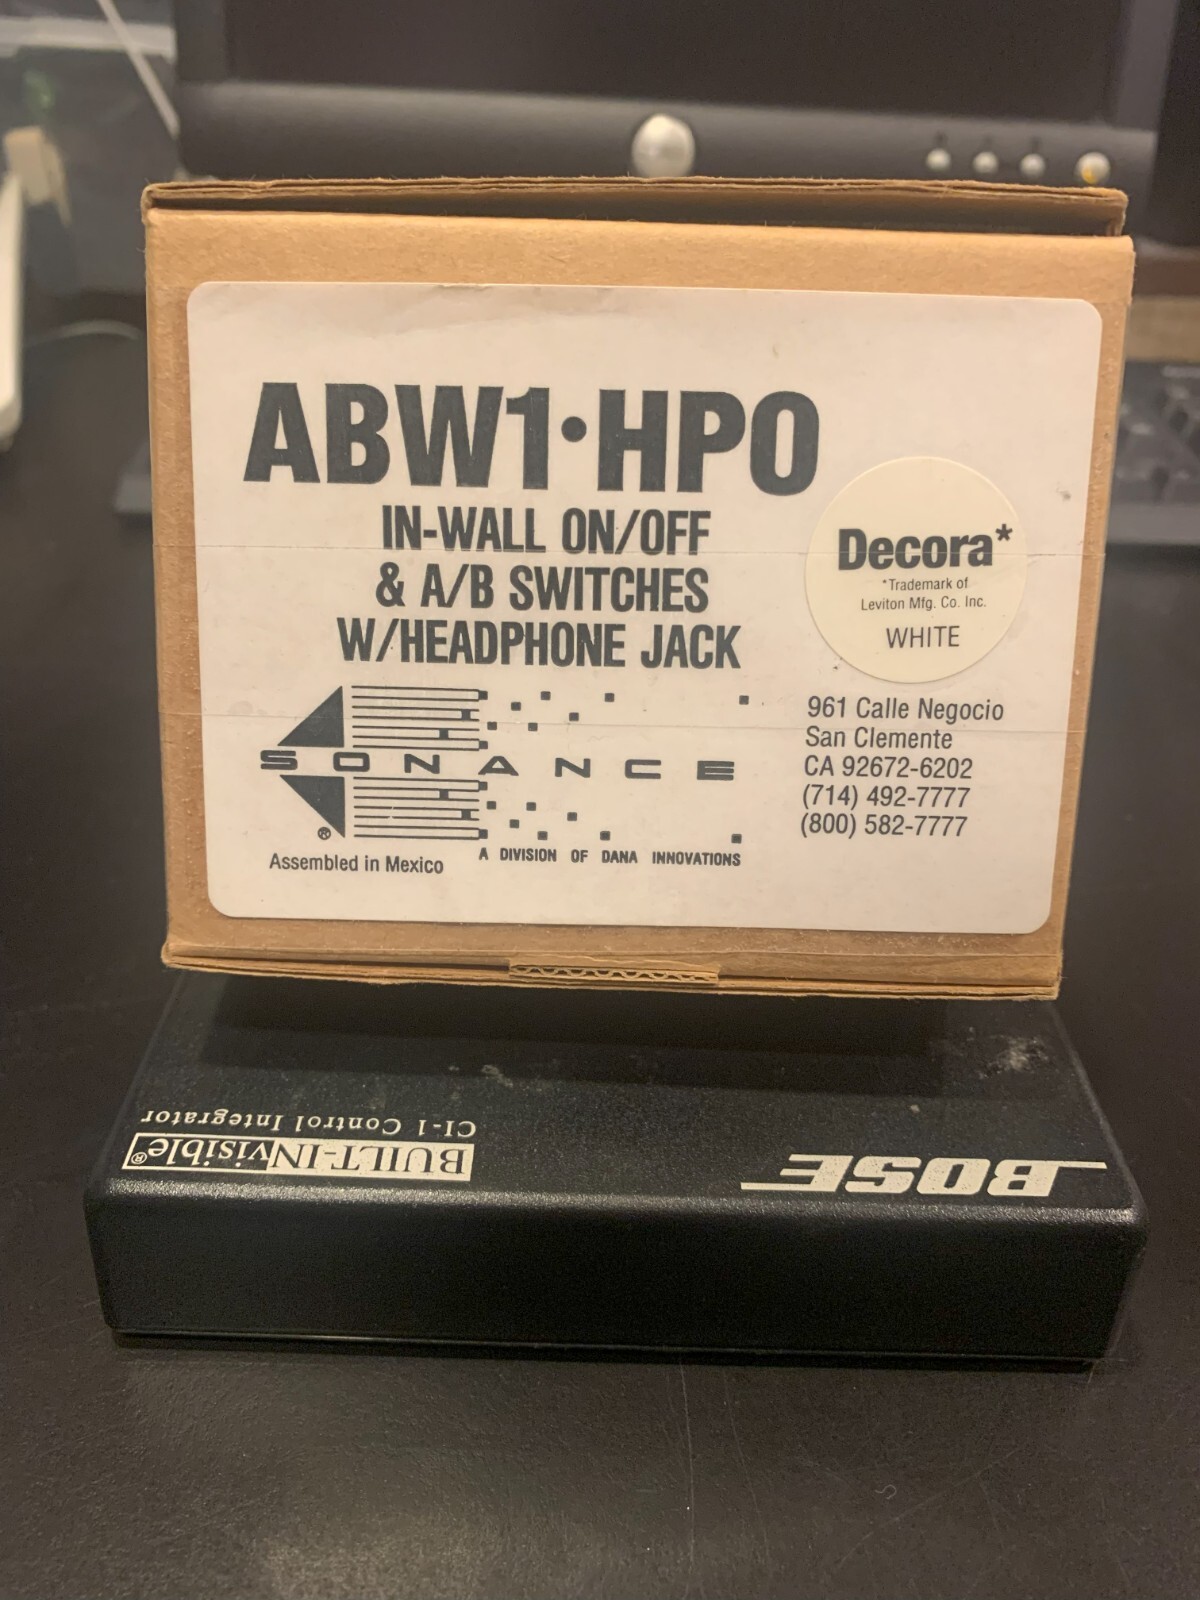 ABW1•HPO
IN-WALL ON/OFF
& A/B SWITCHES
W/HEADPHONE JACK
Decora*
*Trademark of
Leviton Mfg. Co. Inc.
WHITE
SONANCE
®
A DIVISION OF DANA INNOVATIONS
Assembled in Mexico
961 Calle Negocio
San Clemente
CA 92672-6202
(714) 492-7777
(800) 582-7777
BOSE
BUILT-INvisible®
CI-1 Control Integrator